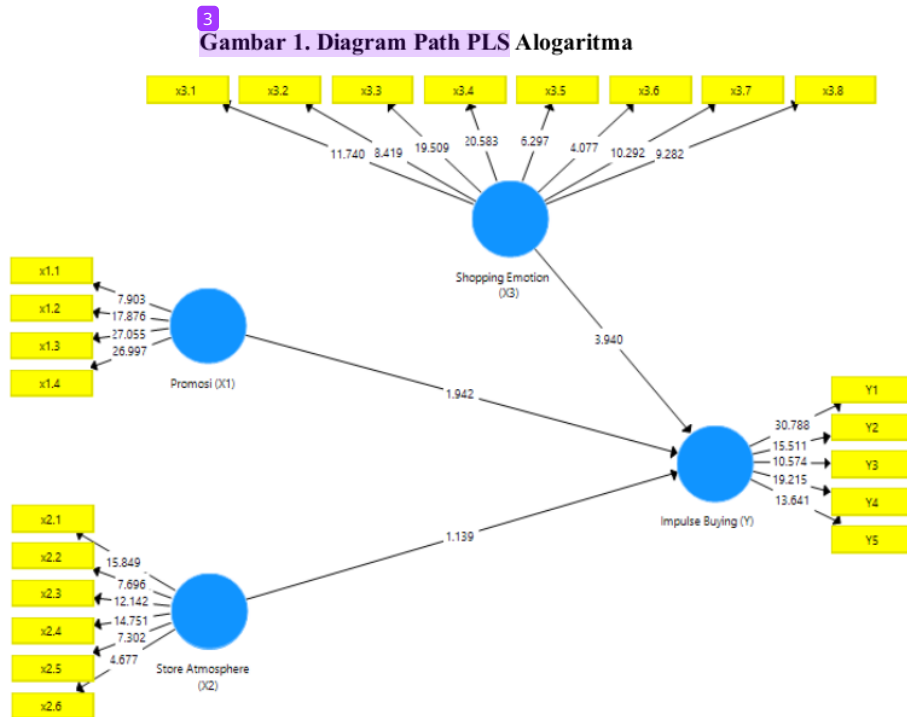 3
Gambar 1. Diagram Path PLS Alogaritma
x3.1 x3.2 x3.3 x3.4 x3.5 x3.6 x3.7 x3.8
11.740 8.419 19.509 20.583 6.297 4.077 10.292 9.282
Shopping Emotion
(X3)
x1.1
x1.2
x1.3
x1.4
7.903
17.876
27.055
26.997
Promosi (X1)
3.940
1.942
Y1
Y2
Y3
Y4
Y5
30.788
15.511
10.574
19.215
13.641
Impulse Buying (Y)
x2.1
x2.2
x2.3
x2.4
x2.5
x2.6
15.849
7.696
12.142
14.751
7.302
4.677
1.139
Store Atmosphere
(X2)